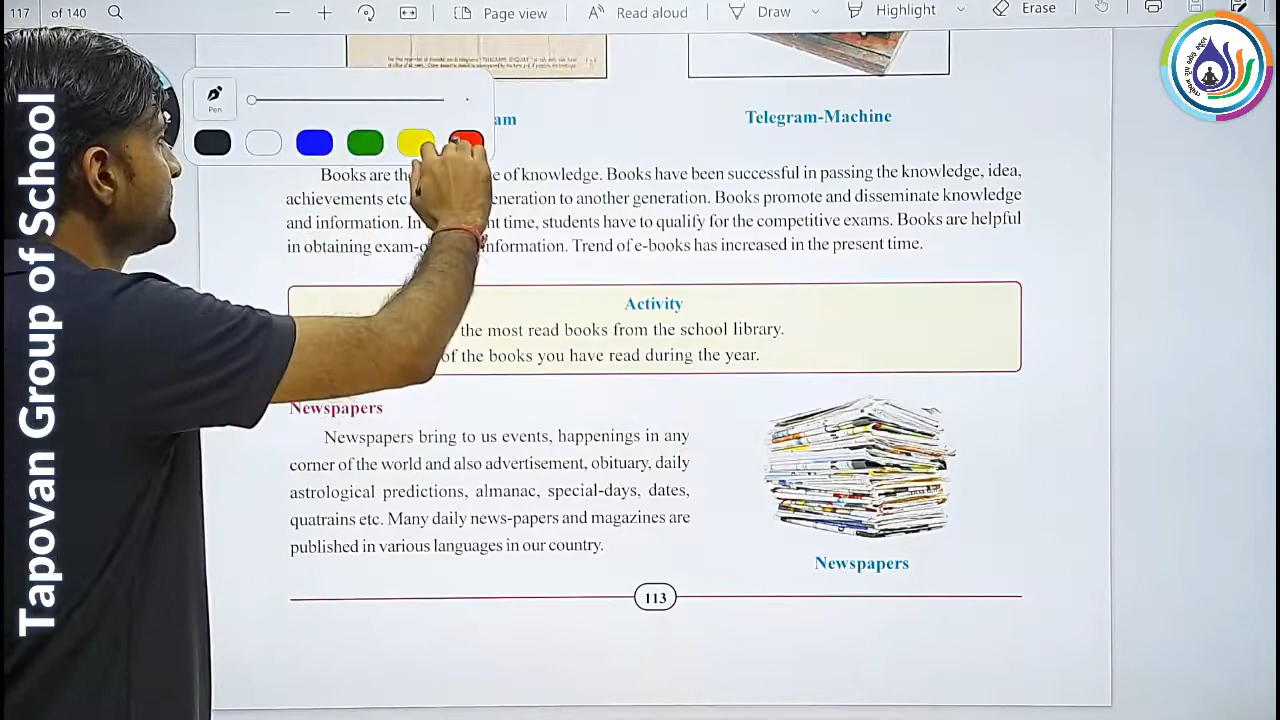 117 of 140
Page view
Read aloud
Draw
Highlight
Erase
Pen
am
Telegram-Machine
Books are the e of knowledge. Books have been successful in passing the knowledge, idea,
achievements etc. eneration to another generation. Books promote and disseminate knowledge
and information. In nt time, students have to qualify for the competitive exams. Books are helpful
in obtaining exam- information. Trend of e-books has increased in the present time.
Activity
the most read books from the school library.
of the books you have read during the year.
Newspapers
Newspapers bring to us events, happenings in any
corner of the world and also advertisement, obituary, daily
astrological predictions, almanac, special-days, dates,
quatrains etc. Many daily news-papers and magazines are
published in various languages in our country.
Newspapers
113
Tapovan Group of School